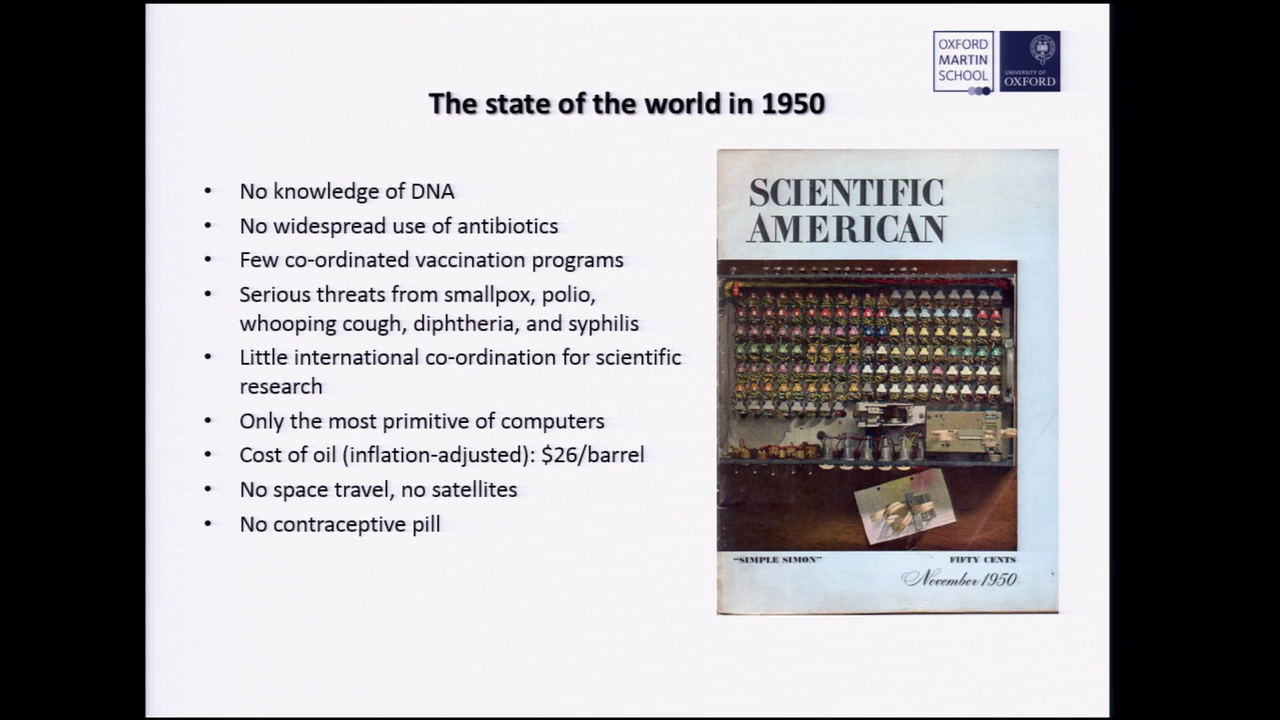 OXFORD
MARTIN
SCHOOL
UNIVERSITY OF
OXFORD
The state of the world in 1950
• No knowledge of DNA
• No widespread use of antibiotics
• Few co-ordinated vaccination programs
• Serious threats from smallpox, polio,
whooping cough, diphtheria, and syphilis
• Little international co-ordination for scientific
research
• Only the most primitive of computers
• Cost of oil (inflation-adjusted): $26/barrel
• No space travel, no satellites
• No contraceptive pill
SCIENTIFIC
AMERICAN
"SIMPLE SIMON"
FIFTY CENTS
November 1950